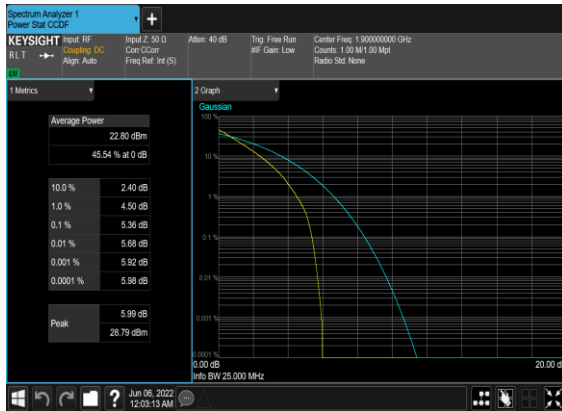 Spectrum Analyzer 1
Power Stat CCDF
+
KEYSIGHT
RLT
Input: RF
Coupling: DC
Align: Auto
Input Z: 50 Ω
Corr CCorr
Freq Ref: Int (S)
Atten: 40 dB
Trig: Free Run
#IF Gain: Low
Center Freq: 1.900000000 GHz
Counts: 1.00 M/1.00 Mpt
Radio Std: None
1 Metrics
Average Power
22.80 dBm
45.54 % at 0 dB
10.0 % 2.40 dB
1.0 % 4.50 dB
0.1 % 5.36 dB
0.01 % 5.68 dB
0.001 % 5.92 dB
0.0001 % 5.98 dB
Peak
5.99 dB
28.79 dBm
2 Graph
Gaussian
100 %
10 %
1 %
0.1 %
0.01 %
0.001 %
0.0001 %
0.00 dB
20.00 d
Info BW 25.000 MHz
?
Jun 06, 2022
12:03:13 AM